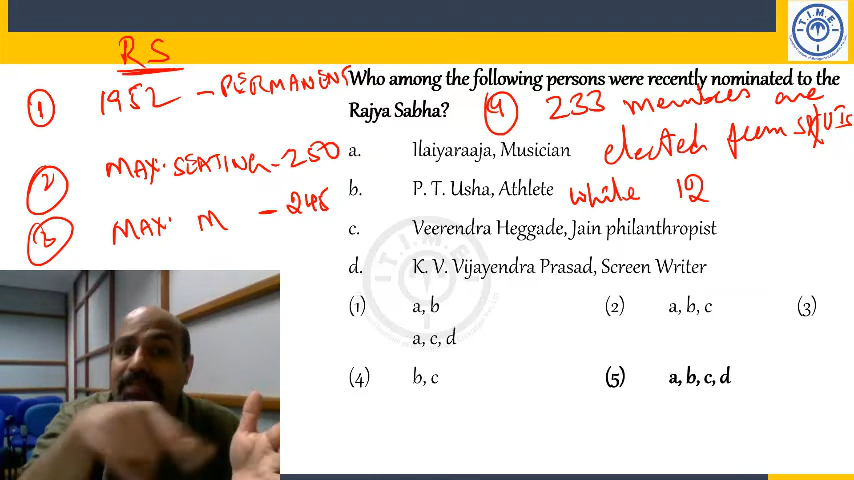 T.I.M.E.
RS
① 1952 - PERMANENT
② MAX. SEATING - 250
③ MAX. M - 245
Who among the following persons were recently nominated to the
Rajya Sabha?
④ 233 members are
elected from S & UTs
while 12
a. Ilaiyaraaja, Musician
b. P. T. Usha, Athlete
c. Veerendra Heggade, Jain philanthropist
d. K. V. Vijayendra Prasad, Screen Writer
(1) a, b (2) a, b, c (3)
a, c, d
(4) b, c (5) a, b, c, d